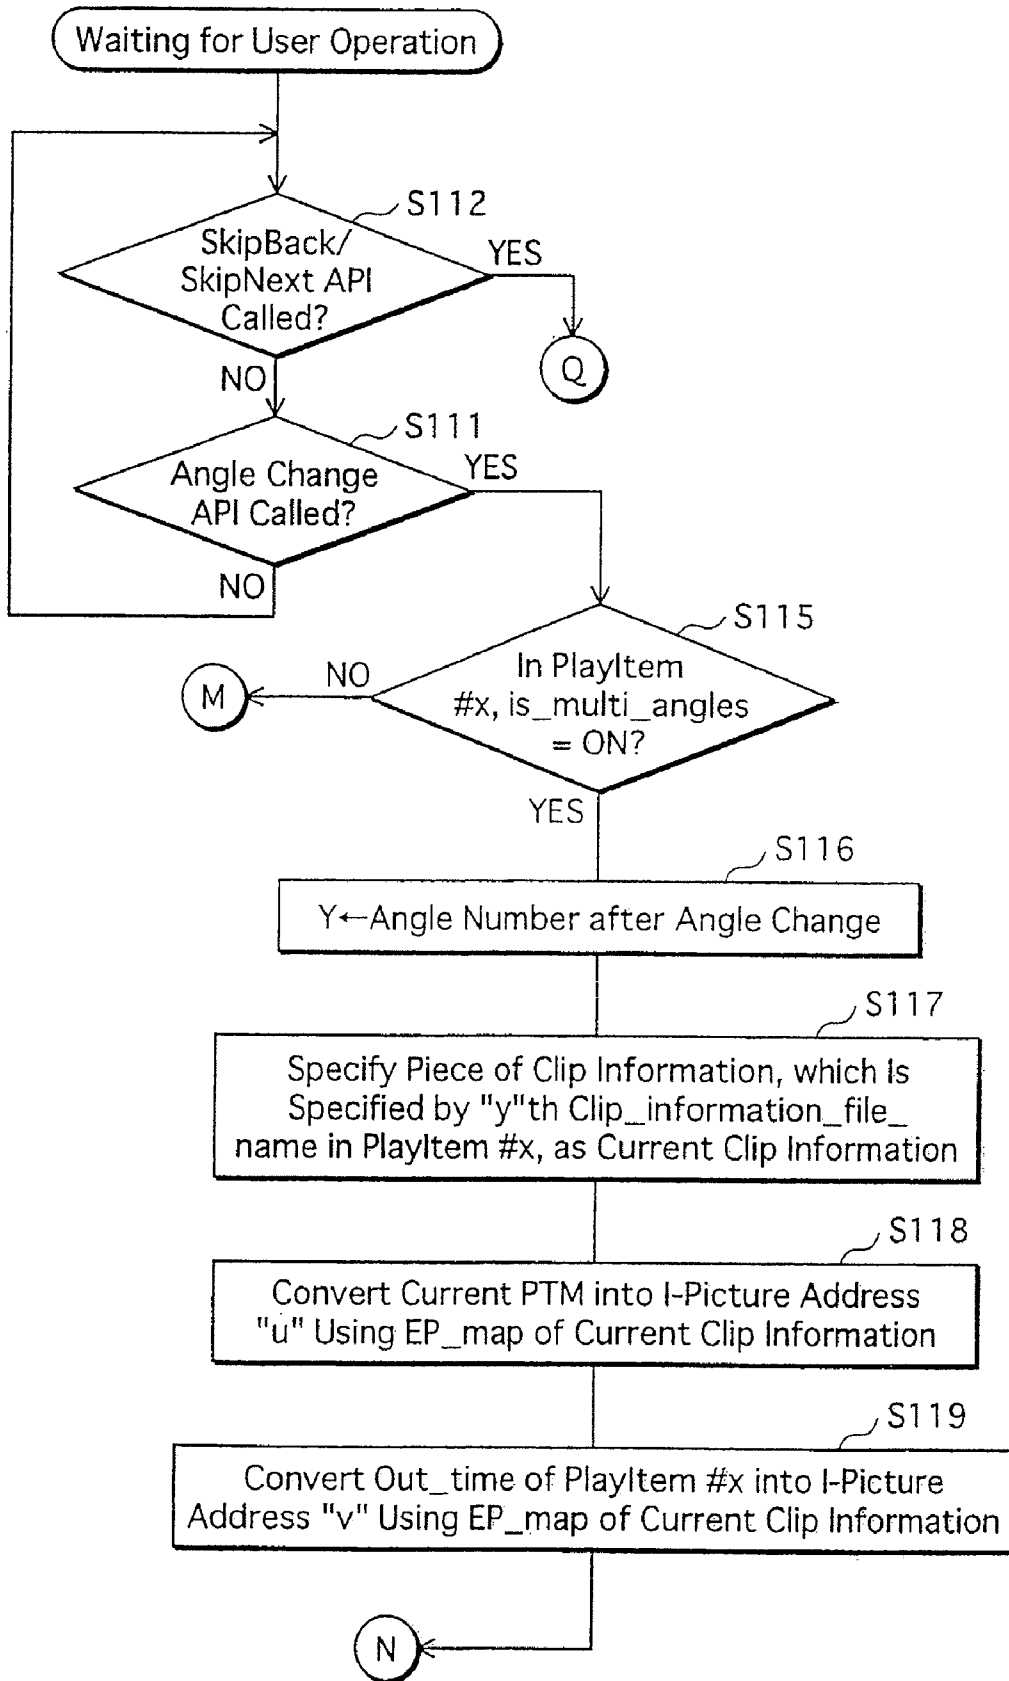 Waiting for User Operation
S112
SkipBack/
SkipNext API
Called?
YES
Q
NO
S111
Angle Change
API Called?
YES
NO
S115
In PlayItem
#x, is_multi_angles
= ON?
NO
M
YES
S116
Y←Angle Number after Angle Change
S117
Specify Piece of Clip Information, which Is
Specified by "y"th Clip_information_file_
name in PlayItem #x, as Current Clip Information
S118
Convert Current PTM into I-Picture Address
"u" Using EP_map of Current Clip Information
S119
Convert Out_time of PlayItem #x into I-Picture
Address "v" Using EP_map of Current Clip Information
N